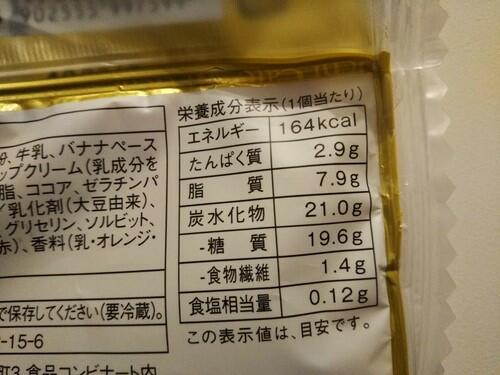 栄養成分表示(1個当たり)
エネルギー 164kcal
たんぱく質 2.9g
脂質 7.9g
炭水化物 21.0g
-糖質 19.6g
-食物繊維 1.4g
食塩相当量 0.12g
この表示値は、目安です。
、牛乳、バナナペース
ップクリーム(乳成分を
脂、ココア、ゼラチンパ
/乳化剤(大豆由来)、
、グリセリン、ソルビット、
赤)、香料(乳・オレンジ・
で保存してください(要冷蔵)。
-15-6
町3 食品コンビナート内